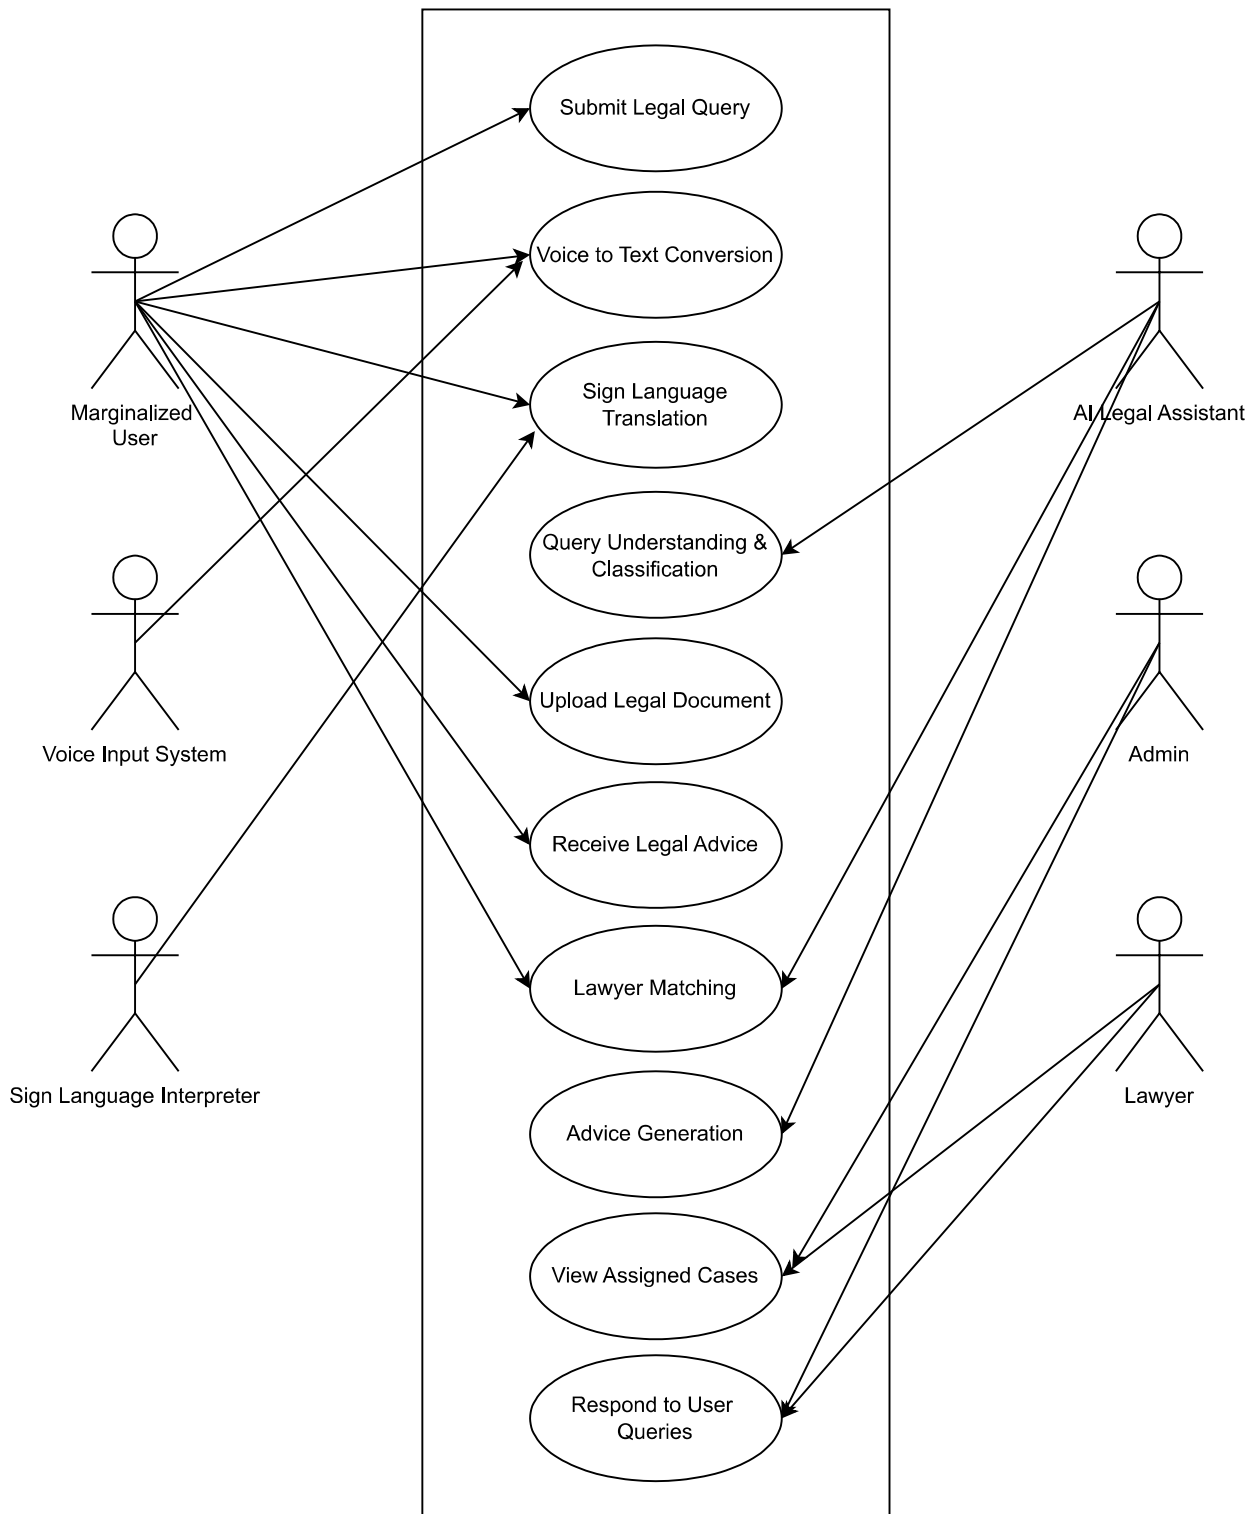 Submit Legal Query
Voice to Text Conversion
Sign Language
Translation
Query Understanding &
Classification
Upload Legal Document
Receive Legal Advice
Lawyer Matching
Advice Generation
View Assigned Cases
Respond to User
Queries
Marginalized
User
Voice Input System
Sign Language Interpreter
AI Legal Assistant
Admin
Lawyer